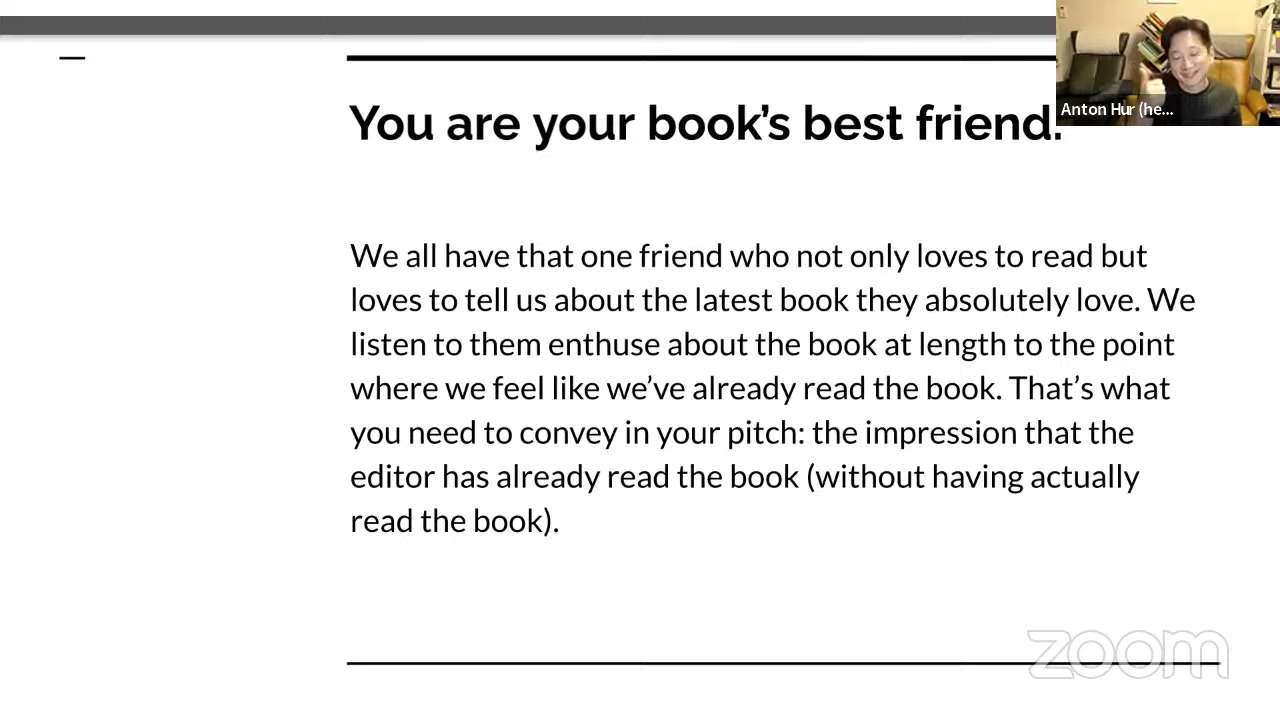 You are your book's best friend.
Anton Hur (he...
We all have that one friend who not only loves to read but
loves to tell us about the latest book they absolutely love. We
listen to them enthuse about the book at length to the point
where we feel like we've already read the book. That's what
you need to convey in your pitch: the impression that the
editor has already read the book (without having actually
read the book).
zoom